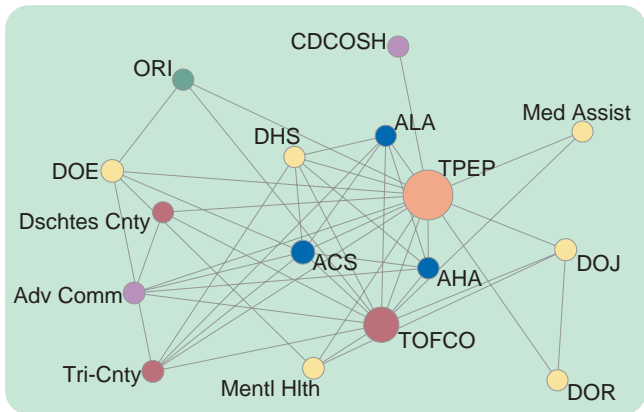 CDCOSH
ORI
Med Assist
ALA
DHS
TPEP
DOE
Dschtes Cnty
ACS
AHA
DOJ
Adv Comm
TOFCO
Tri-Cnty
Mentl Hlth
DOR